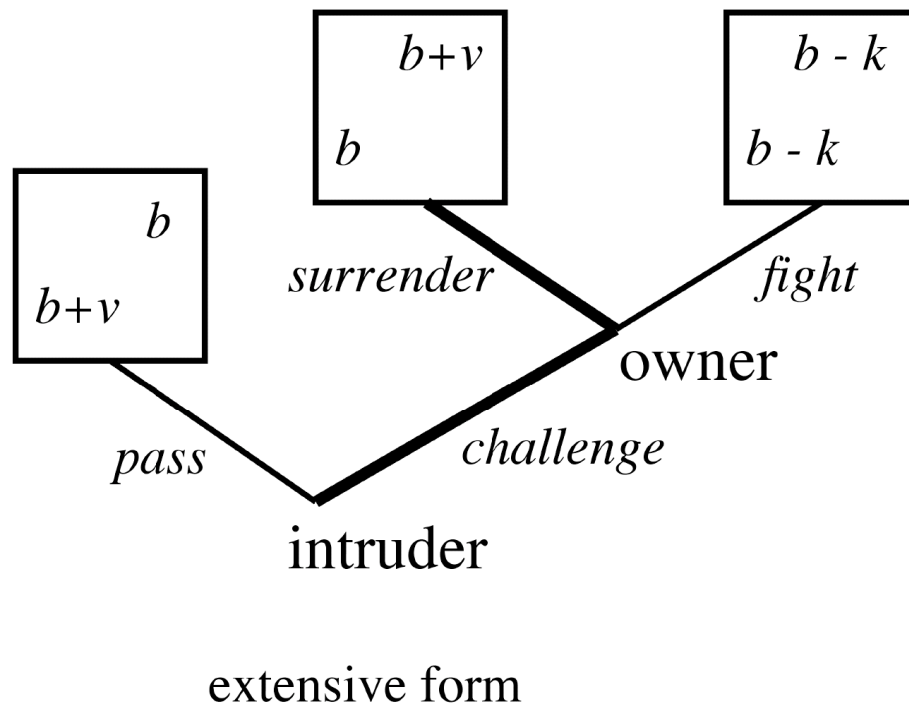 b+v
b
b - k
b - k
b
b+v
surrender
fight
owner
pass
challenge
intruder
extensive form